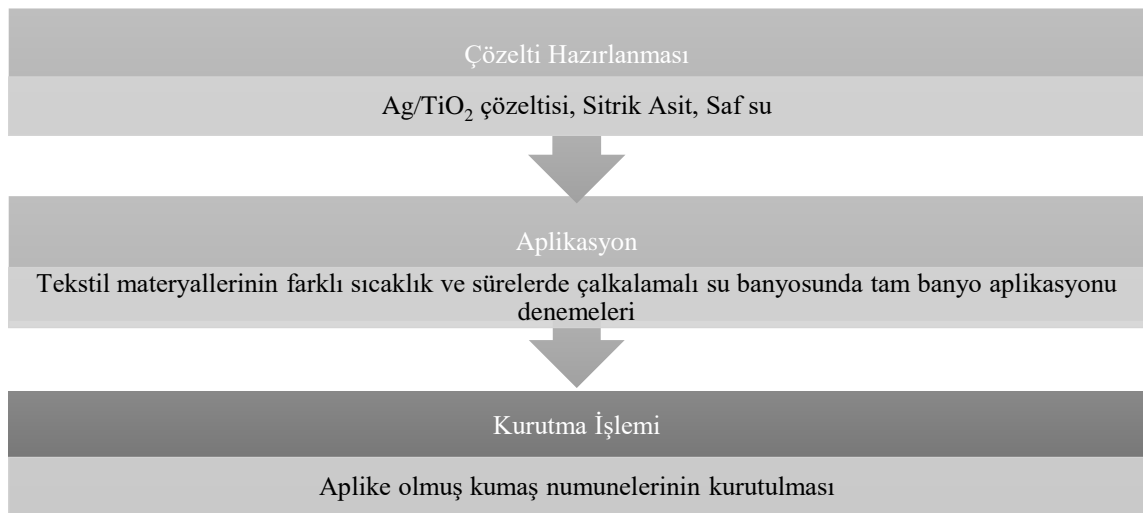 Çözelti Hazırlanması
Ag/TiO₂ çözeltisi, Sitrik Asit, Saf su
Aplikasyon
Tekstil materyallerinin farklı sıcaklık ve sürelerde çalkalamalı su banyosunda tam banyo aplikasyonu
denemeleri
Kurutma İşlemi
Aplike olmuş kumaş numunelerinin kurutulması